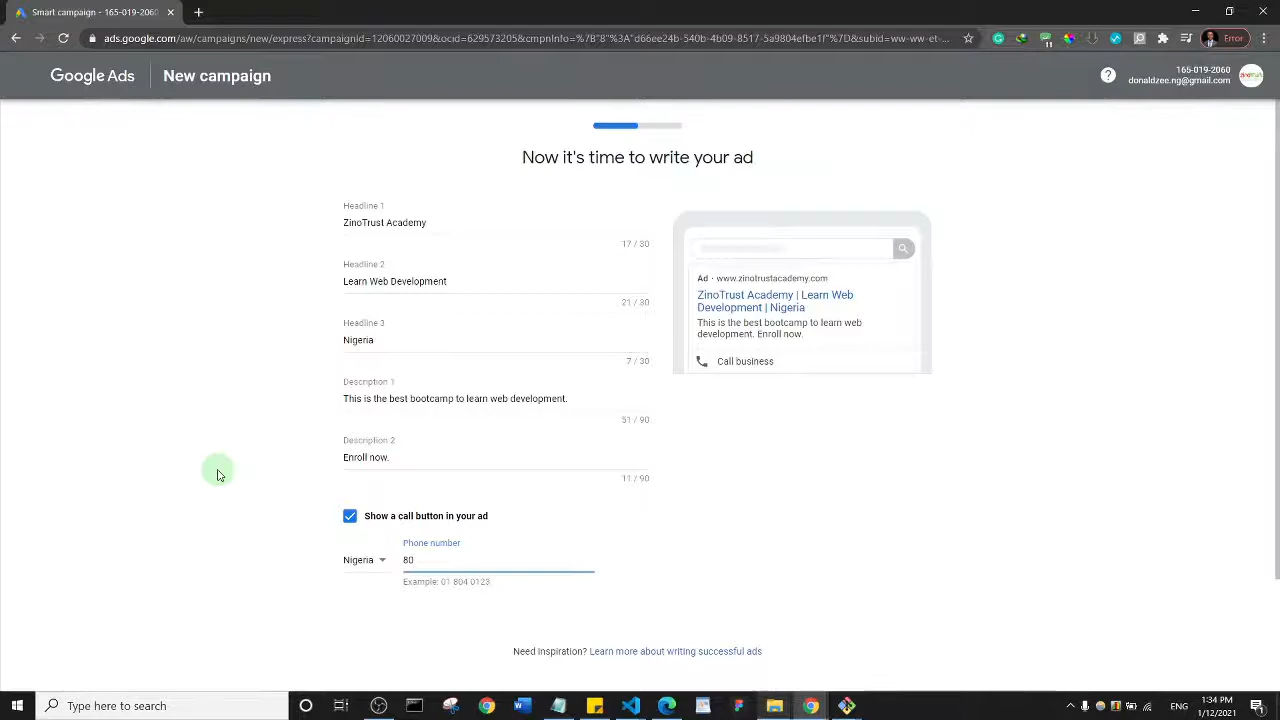 Smart campaign - 165-019-2060
ads.google.com/aw/campaigns/new/express?campaignId=12060027009&ocid=629573205&cmpnInfo=%7B"8"%3A"d66ee24b-540b-4b09-8517-5a9804efbe1f"%7D&subid=ww-ww-et-...
11
Error
Google Ads
New campaign
165-019-2060
donaldzee.ng@gmail.com
Now it's time to write your ad
Headline 1
ZinoTrust Academy
17 / 30
Headline 2
Learn Web Development
21 / 30
Headline 3
Nigeria
7 / 30
Description 1
This is the best bootcamp to learn web development.
51 / 90
Description 2
Enroll now.
11 / 90
Show a call button in your ad
Phone number
Nigeria
80
Example: 01 804 0123
Ad · www.zinotrustacademy.com
ZinoTrust Academy | Learn Web
Development | Nigeria
This is the best bootcamp to learn web
development. Enroll now.
Call business
Need inspiration? Learn more about writing successful ads
Type here to search
ENG
1:34 PM
1/12/2021